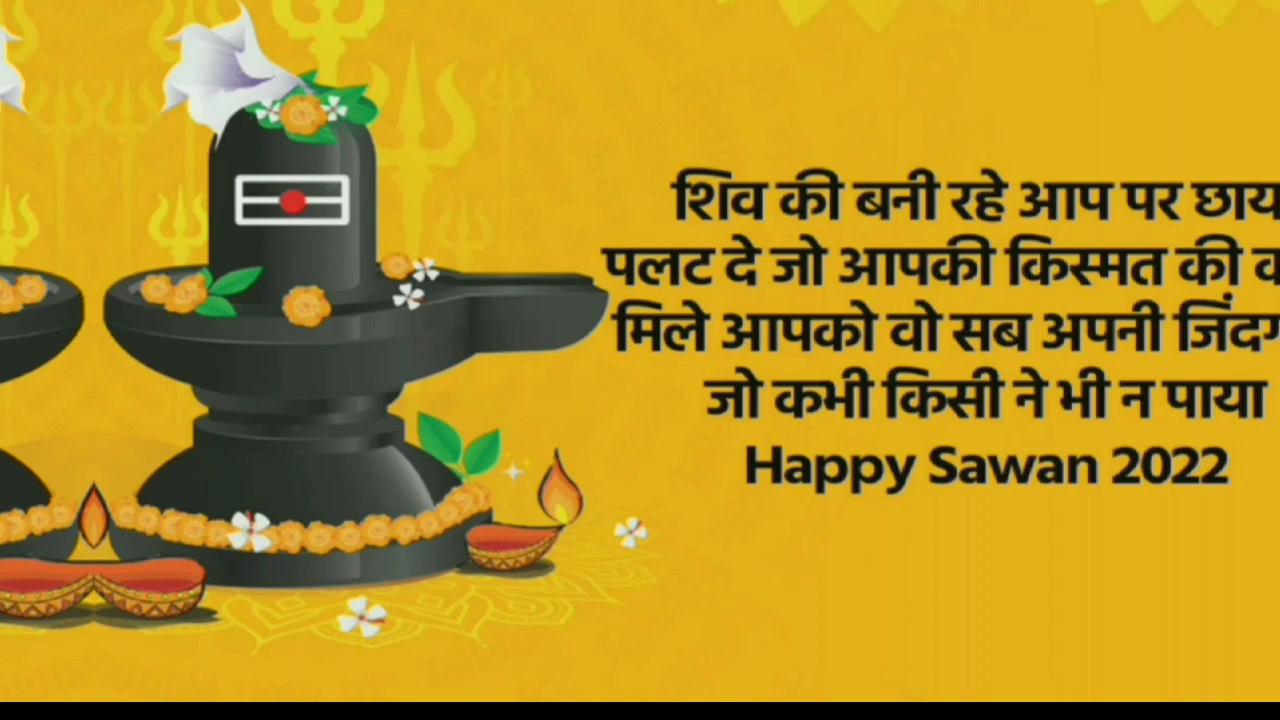 शिव की बनी रहे आप पर
पलट दे जो आपकी किस्मत की
मिले आपको वो सब अपनी
जो कभी किसी ने भी न पाया
Happy Sawan 2022